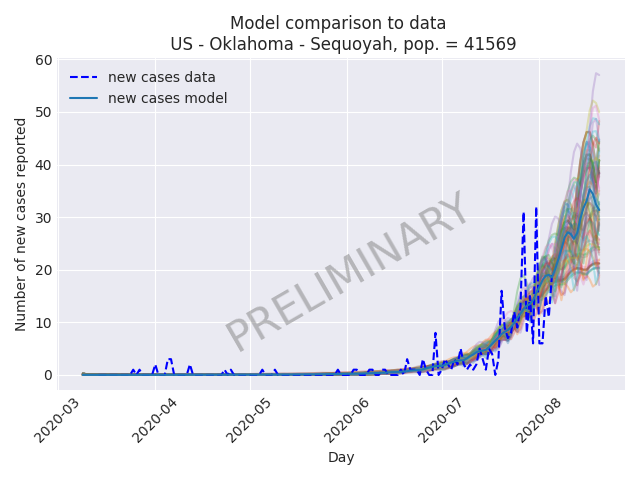 Model comparison to data
US - Oklahoma - Sequoyah, pop. = 41569
new cases data
new cases model
PRELIMINARY
Number of new cases reported
60
50
40
30
20
10
0
2020-03
2020-04
2020-05
2020-06
2020-07
2020-08
Day